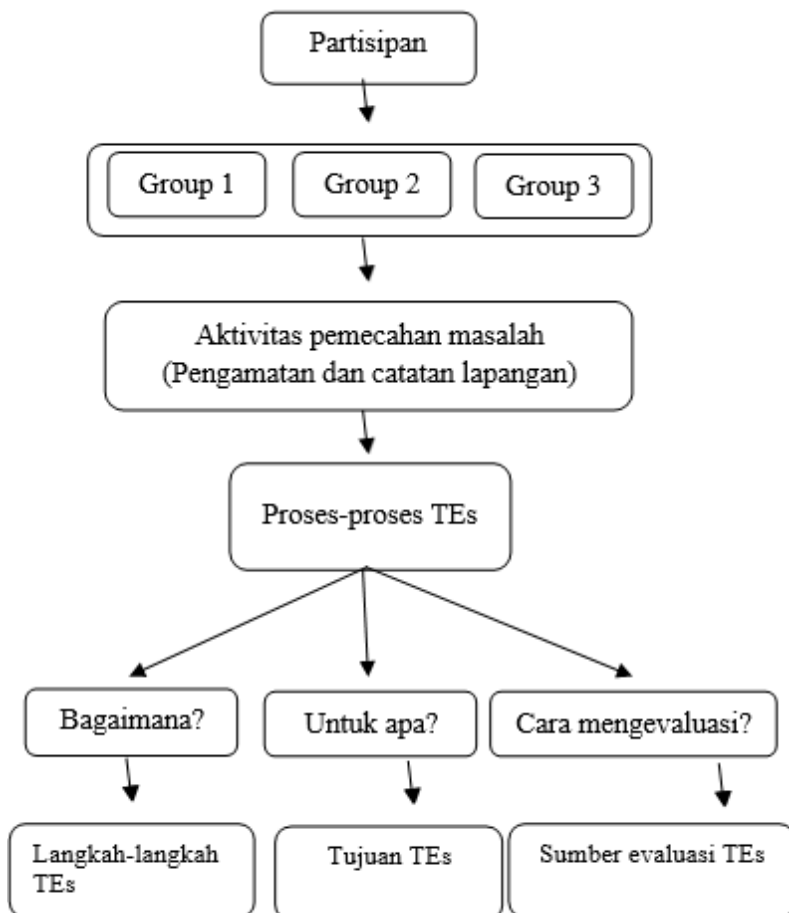 Partisipan
Group 1
Group 2
Group 3
Aktivitas pemecahan masalah
(Pengamatan dan catatan lapangan)
Proses-proses TEs
Bagaimana?
Untuk apa?
Cara mengevaluasi?
Langkah-langkah
TEs
Tujuan TEs
Sumber evaluasi TEs